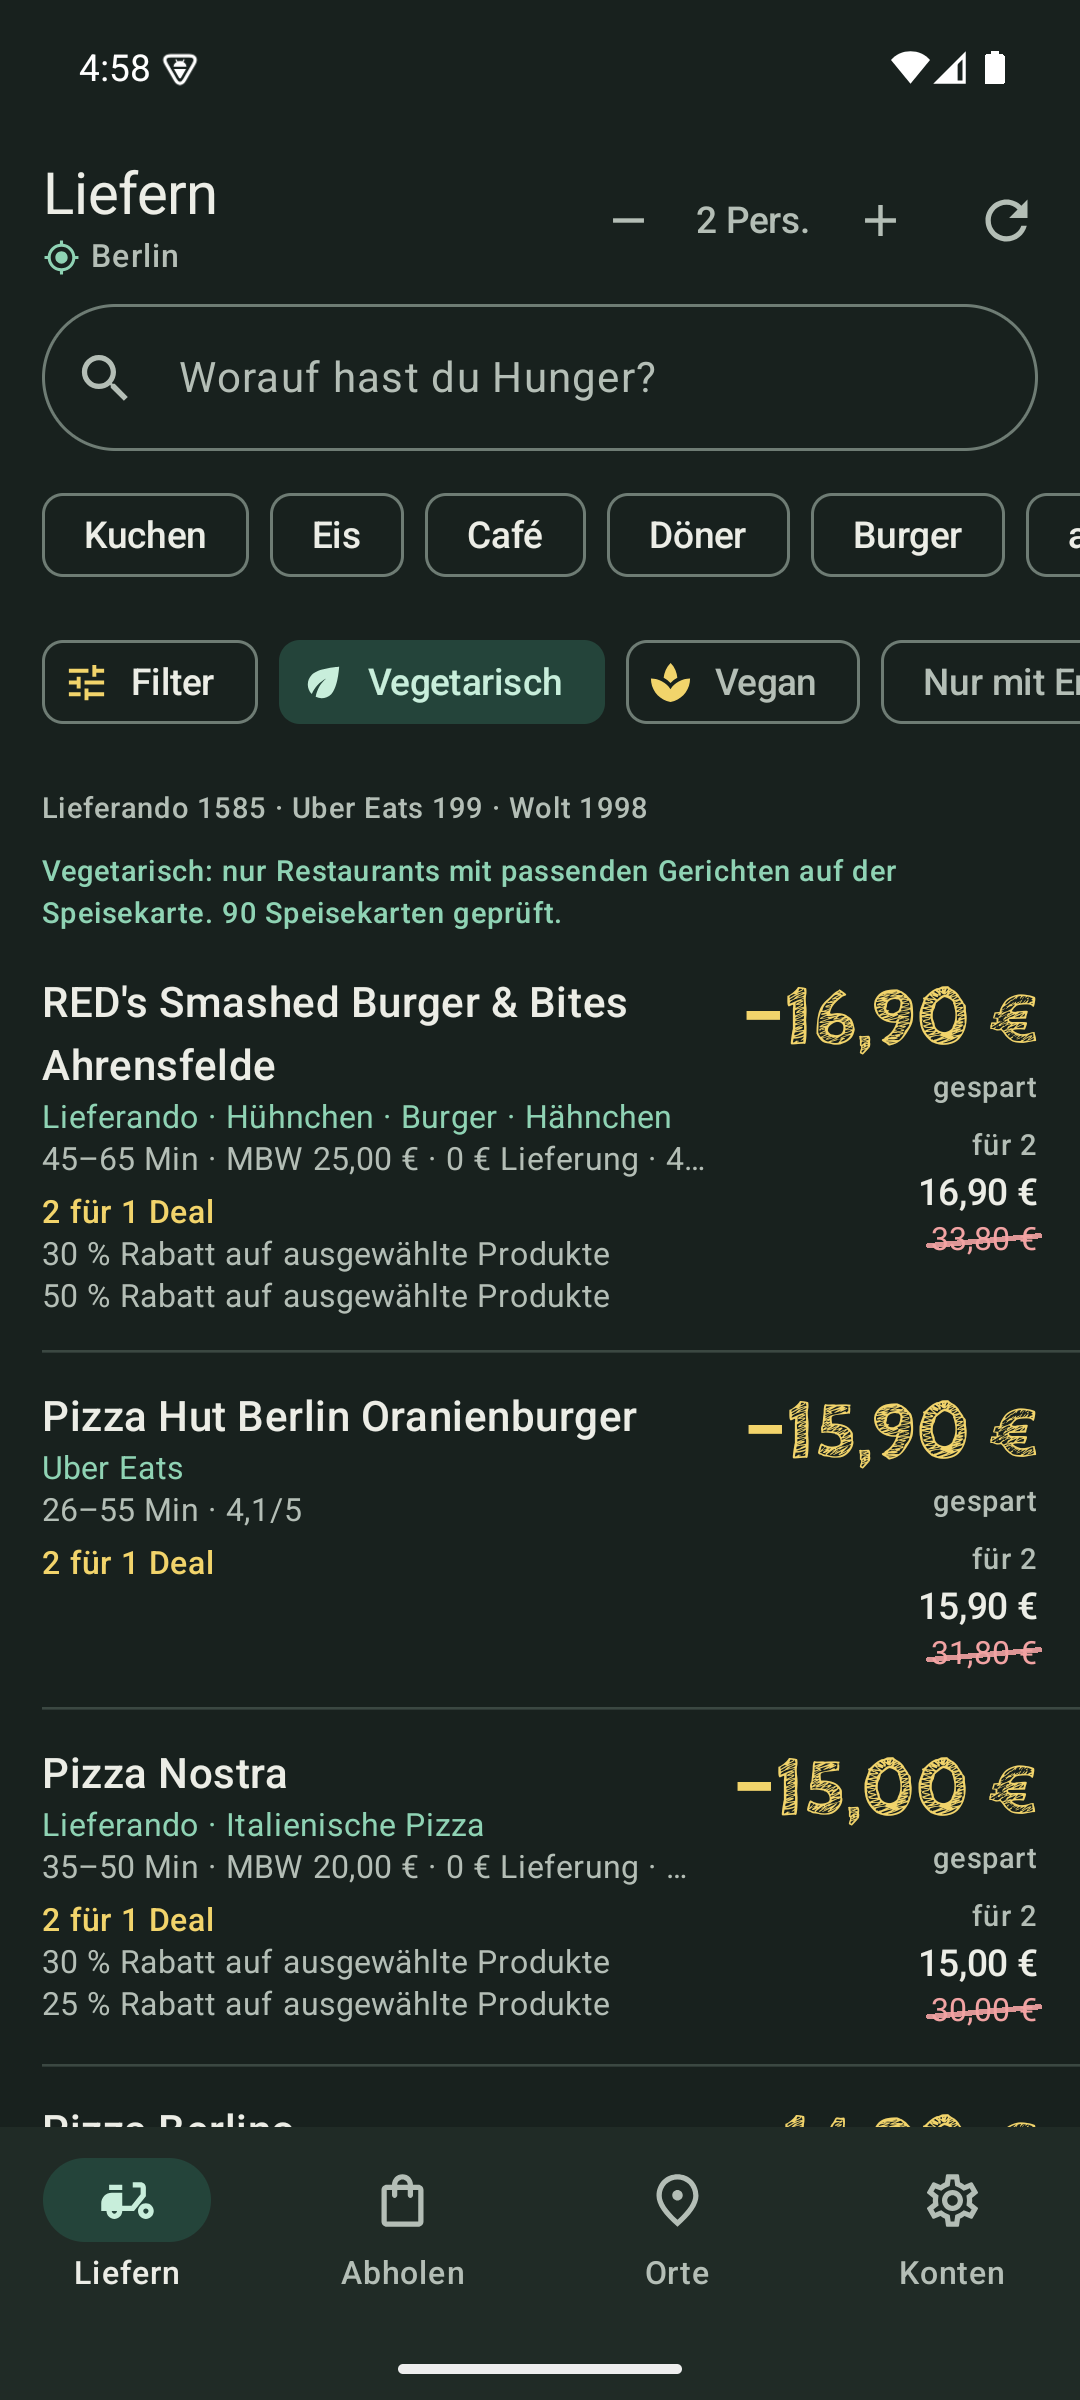 4:58
Liefern
Berlin
2 Pers.
Worauf hast du Hunger?
Kuchen
Eis
Café
Döner
Burger
Filter
Vegetarisch
Vegan
Nur mit
Lieferando 1585 · Uber Eats 199 · Wolt 1998
Vegetarisch: nur Restaurants mit passenden Gerichten auf der
Speisekarte. 90 Speisekarten geprüft.
RED's Smashed Burger & Bites
Ahrensfelde
Lieferando · Hühnchen · Burger · Hähnchen
45–65 Min · MBW 25,00 € · 0 € Lieferung · 4…
2 für 1 Deal
30 % Rabatt auf ausgewählte Produkte
50 % Rabatt auf ausgewählte Produkte
–16,90 €
gespart
für 2
16,90 €
33,80 €
Pizza Hut Berlin Oranienburger
Uber Eats
26–55 Min · 4,1/5
2 für 1 Deal
–15,90 €
gespart
für 2
15,90 €
31,80 €
Pizza Nostra
Lieferando · Italienische Pizza
35–50 Min · MBW 20,00 € · 0 € Lieferung · …
2 für 1 Deal
30 % Rabatt auf ausgewählte Produkte
25 % Rabatt auf ausgewählte Produkte
–15,00 €
gespart
für 2
15,00 €
30,00 €
Liefern
Abholen
Orte
Konten